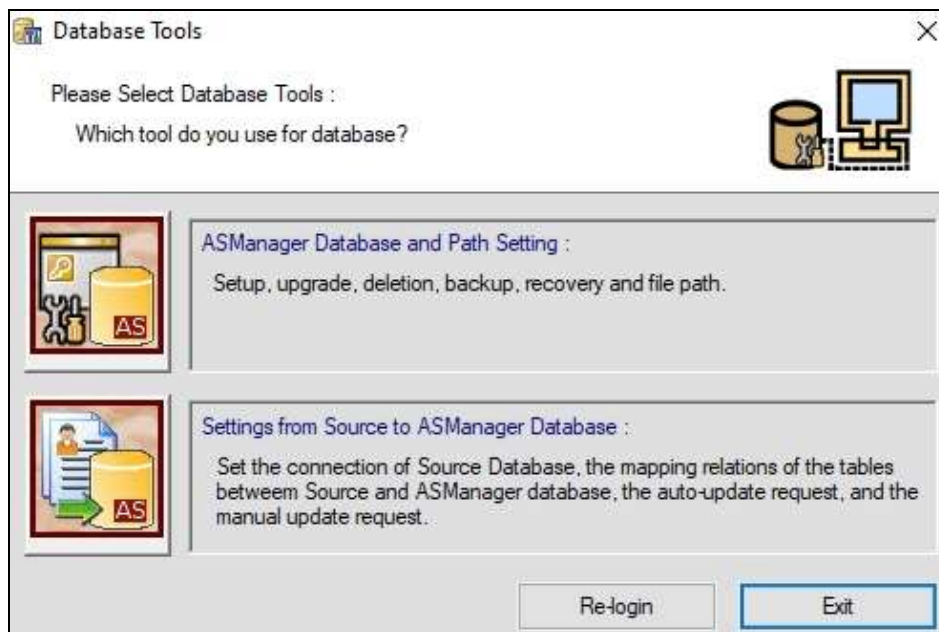 Database Tools
Please Select Database Tools :
Which tool do you use for database?
ASManager Database and Path Setting :
Setup, upgrade, deletion, backup, recovery and file path.
AS
Settings from Source to ASManager Database :
Set the connection of Source Database, the mapping relations of the tables
betweem Source and ASManager database, the auto-update request, and the
manual update request.
AS
Re-login
Exit